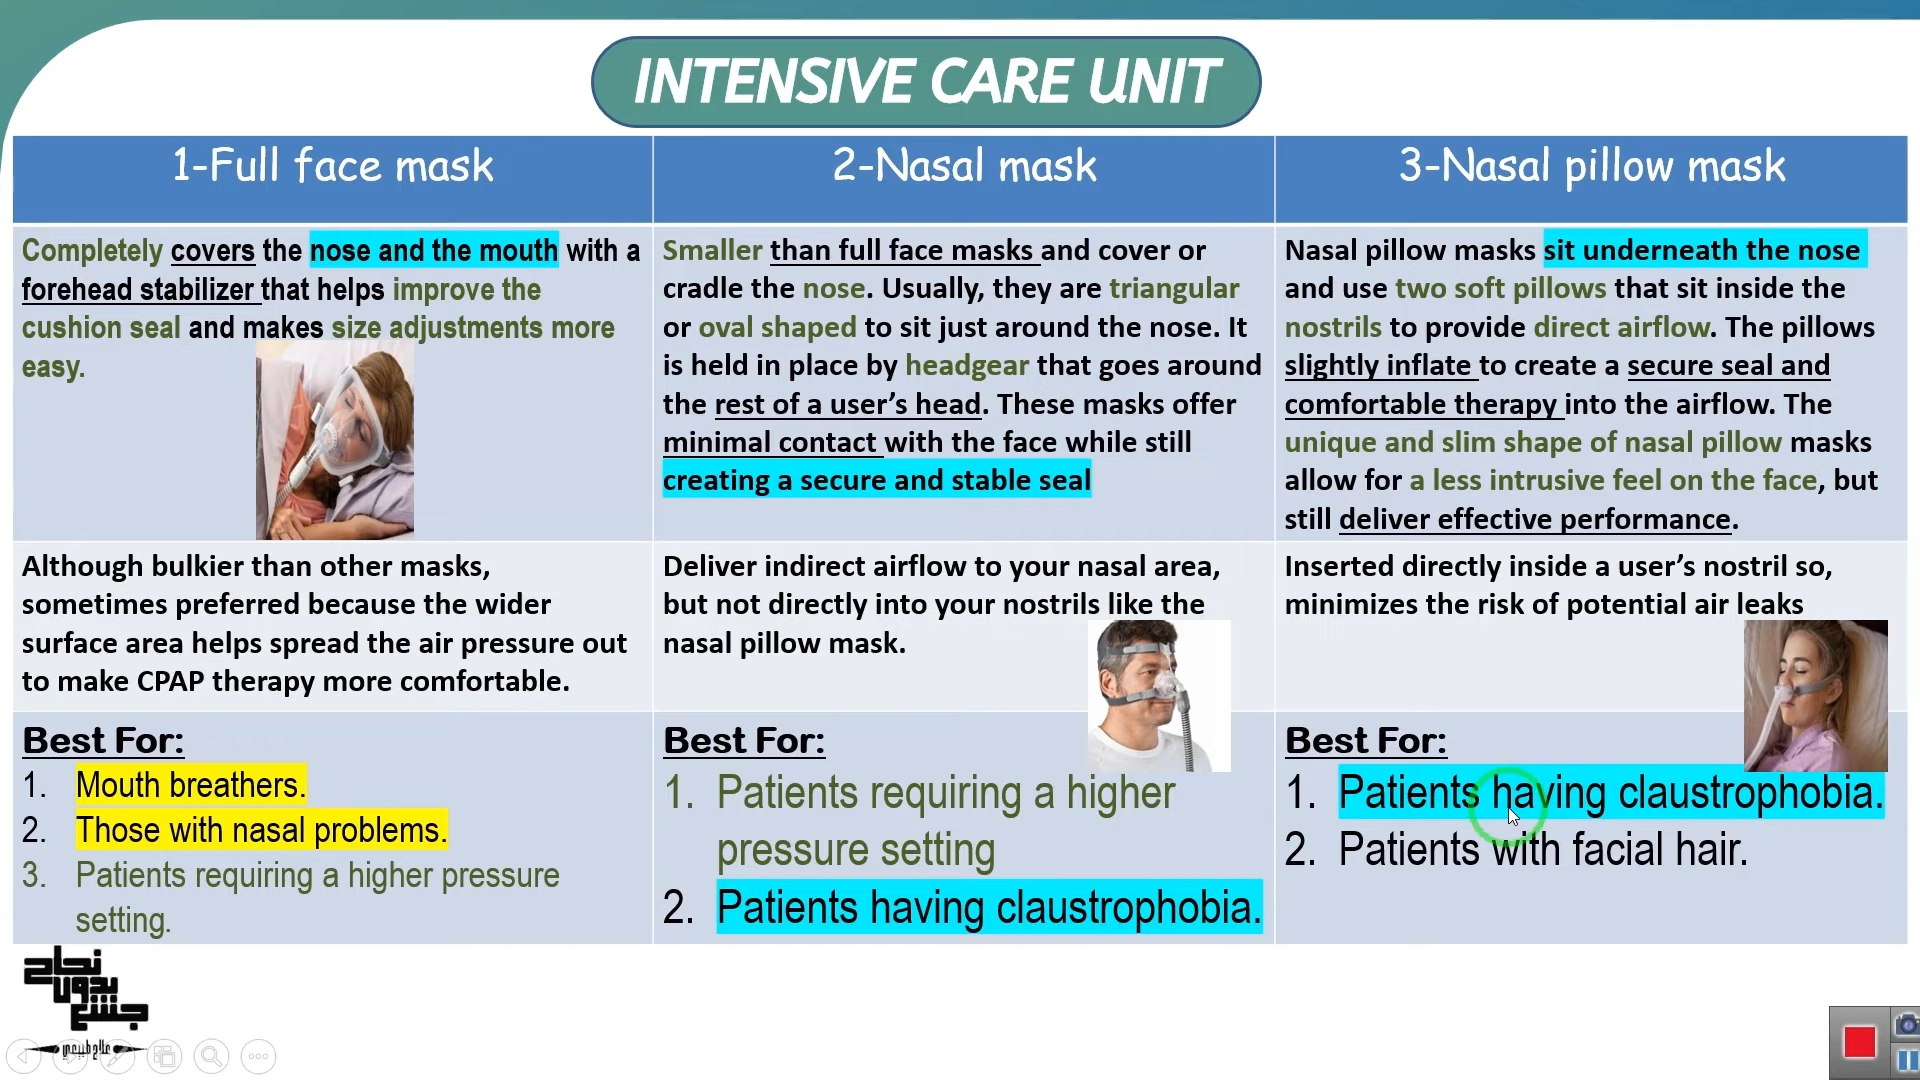 INTENSIVE CARE UNIT
1-Full face mask
2-Nasal mask
3-Nasal pillow mask
Completely covers the nose and the mouth with a
forehead stabilizer that helps improve the
cushion seal and makes size adjustments more
easy.
Smaller than full face masks and cover or
cradle the nose. Usually, they are triangular
or oval shaped to sit just around the nose. It
is held in place by headgear that goes around
the rest of a user’s head. These masks offer
minimal contact with the face while still
creating a secure and stable seal
Nasal pillow masks sit underneath the nose
and use two soft pillows that sit inside the
nostrils to provide direct airflow. The pillows
slightly inflate to create a secure seal and
comfortable therapy into the airflow. The
unique and slim shape of nasal pillow masks
allow for a less intrusive feel on the face, but
still deliver effective performance.
Although bulkier than other masks,
sometimes preferred because the wider
surface area helps spread the air pressure out
to make CPAP therapy more comfortable.
Deliver indirect airflow to your nasal area,
but not directly into your nostrils like the
nasal pillow mask.
Inserted directly inside a user’s nostril so,
minimizes the risk of potential air leaks
Best For:
1. Mouth breathers.
2. Those with nasal problems.
3. Patients requiring a higher pressure
setting.
Best For:
1. Patients requiring a higher
pressure setting
2. Patients having claustrophobia.
Best For:
1. Patients having claustrophobia.
2. Patients with facial hair.
نجاح
بدون
جشع
علاج طبيعي